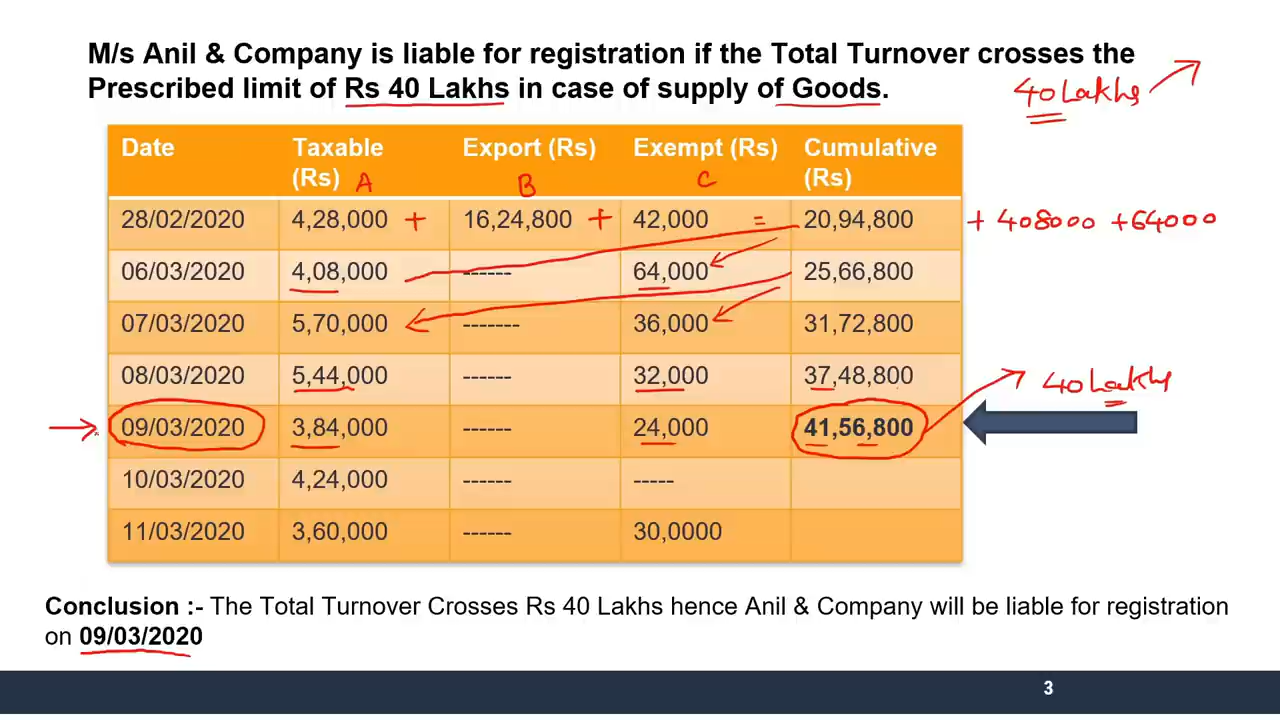 M/s Anil & Company is liable for registration if the Total Turnover crosses the
Prescribed limit of Rs 40 Lakhs in case of supply of Goods.
40 Lakhs
Date Taxable (Rs) A Export (Rs) B Exempt (Rs) C Cumulative (Rs)
28/02/2020 4,28,000 + 16,24,800 + 42,000 = 20,94,800 + 408000 + 64000
06/03/2020 4,08,000 ------ 64,000 25,66,800
07/03/2020 5,70,000 ------- 36,000 31,72,800
08/03/2020 5,44,000 ------ 32,000 37,48,800 40 Lakhs
09/03/2020 3,84,000 ------ 24,000 41,56,800
10/03/2020 4,24,000 ------ -----
11/03/2020 3,60,000 ------ 30,0000
Conclusion :- The Total Turnover Crosses Rs 40 Lakhs hence Anil & Company will be liable for registration
on 09/03/2020
3